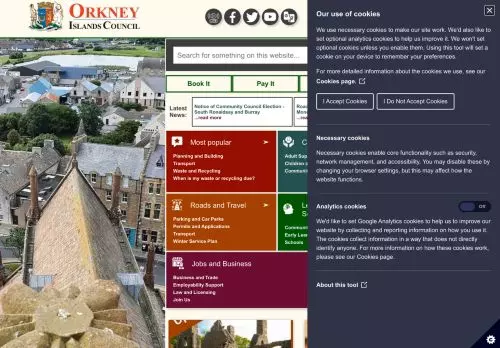 ORKNEY
ISLANDS COUNCIL
Search for something on this website...
Book It
Pay It
Latest
News:
Notice of Community Council Election -
South Ronaldsay and Burray
...read more
Most popular
Planning and Building
Transport
Waste and Recycling
When is my waste or recycling due?
Adult Sup
Children
Communit
Roads and Travel
Parking and Car Parks
Permits and Applications
Transport
Winter Service Plan
Communit
Early Lear
Schools
Jobs and Business
Business and Trade
Employability Support
Law and Licensing
Join Us
Our use of cookies
We use necessary cookies to make our site work. We'd also like to
set optional analytics cookies to help us improve it. We won't set
optional cookies unless you enable them. Using this tool will set a
cookie on your device to remember your preferences.
For more detailed information about the cookies we use, see our
Cookies page.
I Accept Cookies
I Do Not Accept Cookies
Necessary cookies
Necessary cookies enable core functionality such as security,
network management, and accessibility. You may disable these by
changing your browser settings, but this may affect how the
website functions.
Analytics cookies
Off
We'd like to set Google Analytics cookies to help us to improve our
website by collecting and reporting information on how you use it.
The cookies collect information in a way that does not directly
identify anyone. For more information on how these cookies work,
please see our Cookies page.
About this tool